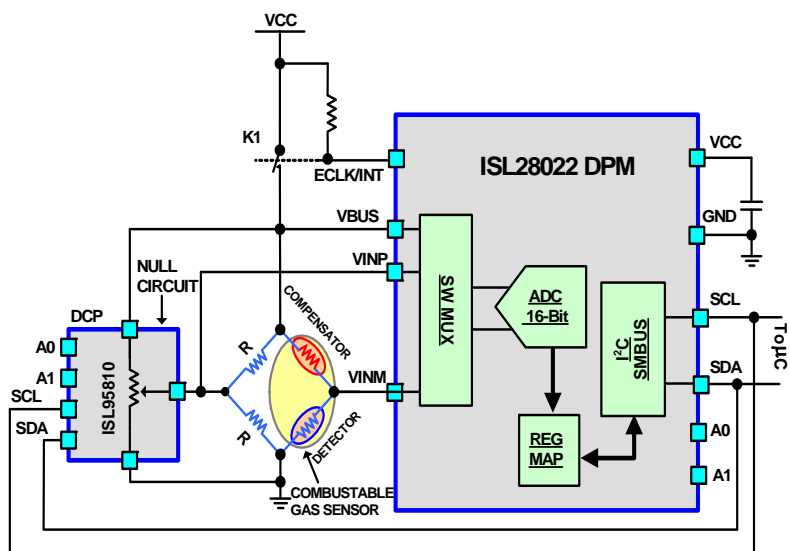 VCC
K1
ECLK/INT
ISL28022 DPM
VCC
GND
VBUS
VINP
VINM
SW MUX
ADC
16-Bit
I²C
SMBUS
REG
MAP
SCL
SDA
A0
A1
To µC
NULL
CIRCUIT
DCP
A0
A1
SCL
SDA
ISL95810
R
R
COMPENSATOR
DETECTOR
COMBUSTABLE
GAS SENSOR